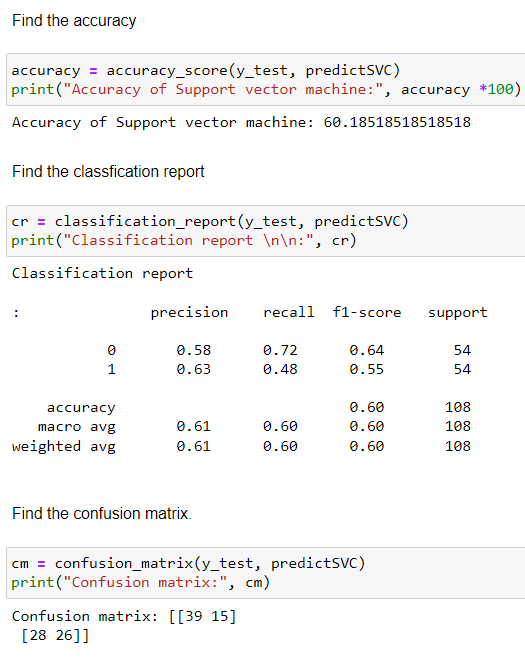 Find the accuracy
accuracy = accuracy_score(y_test, predictSVC)
print("Accuracy of Support vector machine:", accuracy *100)
Accuracy of Support vector machine: 60.18518518518518
Find the classfication report
cr = classification_report(y_test, predictSVC)
print("Classification report \n\n:", cr)
Classification report
:               precision    recall  f1-score   support
           0       0.58      0.72      0.64        54
           1       0.63      0.48      0.55        54
    accuracy                           0.60       108
   macro avg       0.61      0.60      0.60       108
weighted avg       0.61      0.60      0.60       108
Find the confusion matrix.
cm = confusion_matrix(y_test, predictSVC)
print("Confusion matrix:", cm)
Confusion matrix: [[39 15]
 [28 26]]